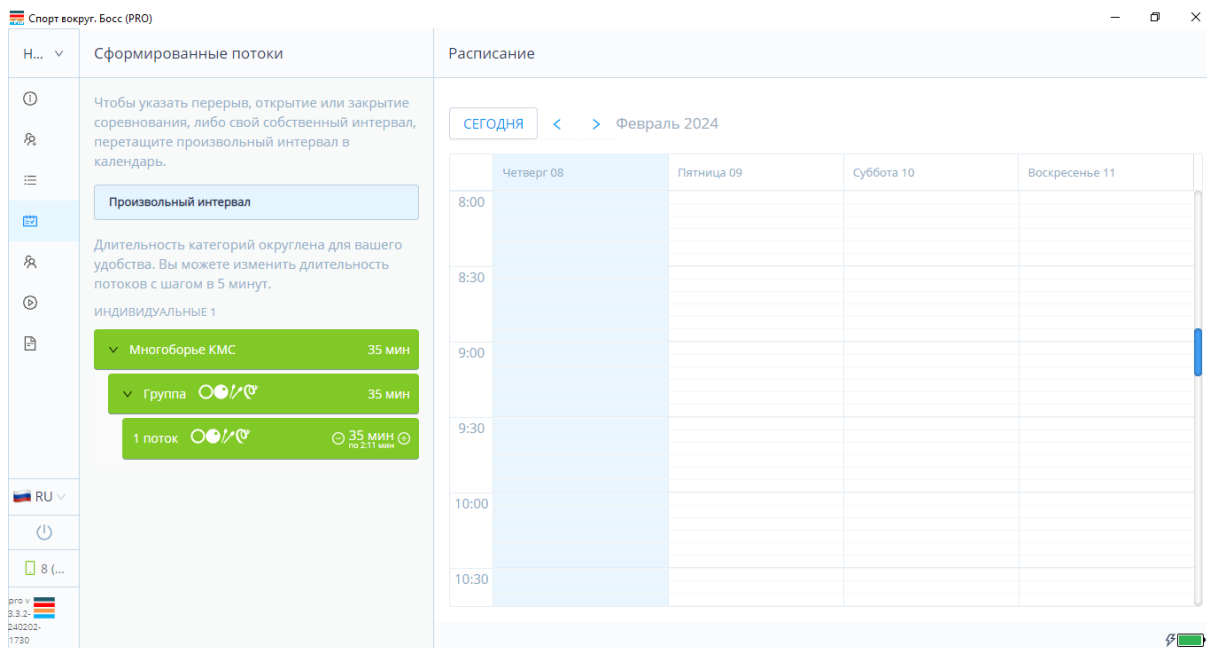 Спорт вокруг. Босс (PRO)
Н...
Сформированные потоки
Расписание
Чтобы указать перерыв, открытие или закрытие
соревнования, либо свой собственный интервал,
перетащите произвольный интервал в
календарь.
Произвольный интервал
Длительность категорий округлена для вашего
удобства. Вы можете изменить длительность
потоков с шагом в 5 минут.
ИНДИВИДУАЛЬНЫЕ 1
Многоборье КМС 35 мин
Группа 35 мин
1 поток 35 мин
по 2:11 мин
СЕГОДНЯ < > Февраль 2024
Четверг 08 Пятница 09 Суббота 10 Воскресенье 11
8:00
8:30
9:00
9:30
10:00
10:30
RU
8 (...
pro v
3.3.2-
240202-
1730